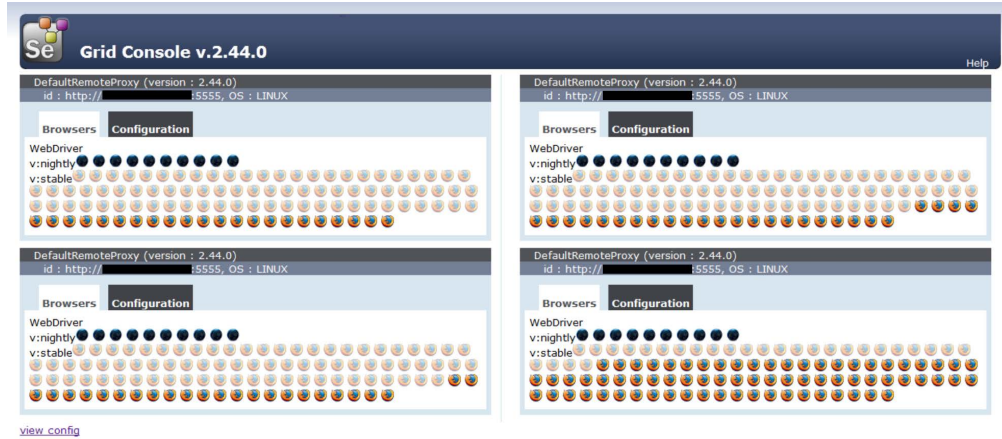 Se Grid Console v.2.44.0
Help
DefaultRemoteProxy (version : 2.44.0)
id : http:// :5555, OS : LINUX
Browsers Configuration
WebDriver
v:nightly
v:stable
DefaultRemoteProxy (version : 2.44.0)
id : http:// :5555, OS : LINUX
Browsers Configuration
WebDriver
v:nightly
v:stable
DefaultRemoteProxy (version : 2.44.0)
id : http:// :5555, OS : LINUX
Browsers Configuration
WebDriver
v:nightly
v:stable
DefaultRemoteProxy (version : 2.44.0)
id : http:// :5555, OS : LINUX
Browsers Configuration
WebDriver
v:nightly
v:stable
view config